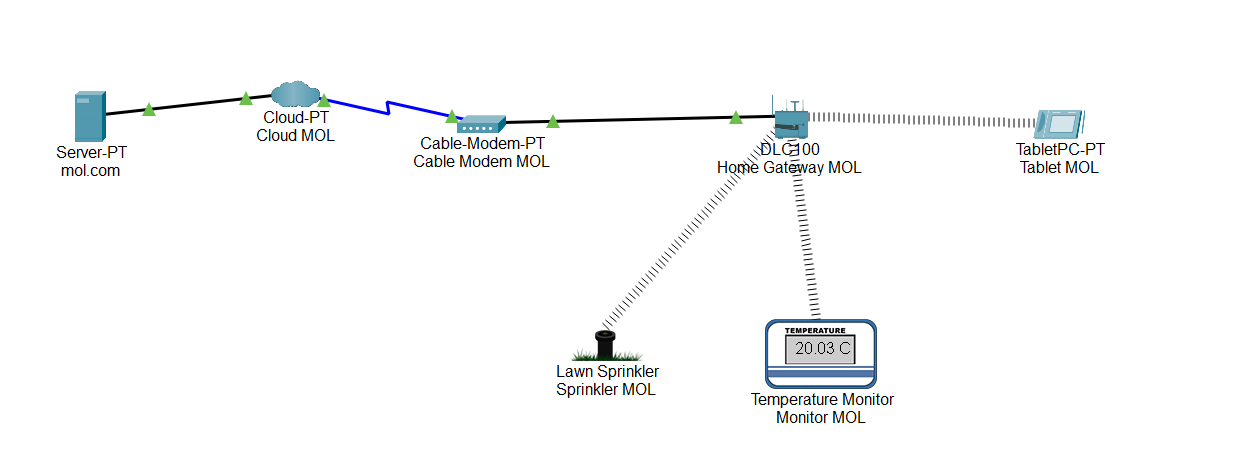 Server-PT
mol.com
Cloud-PT
Cloud MOL
Cable-Modem-PT
Cable Modem MOL
DLC100
Home Gateway MOL
TabletPC-PT
Tablet MOL
Lawn Sprinkler
Sprinkler MOL
TEMPERATURE
20.03 C
Temperature Monitor
Monitor MOL